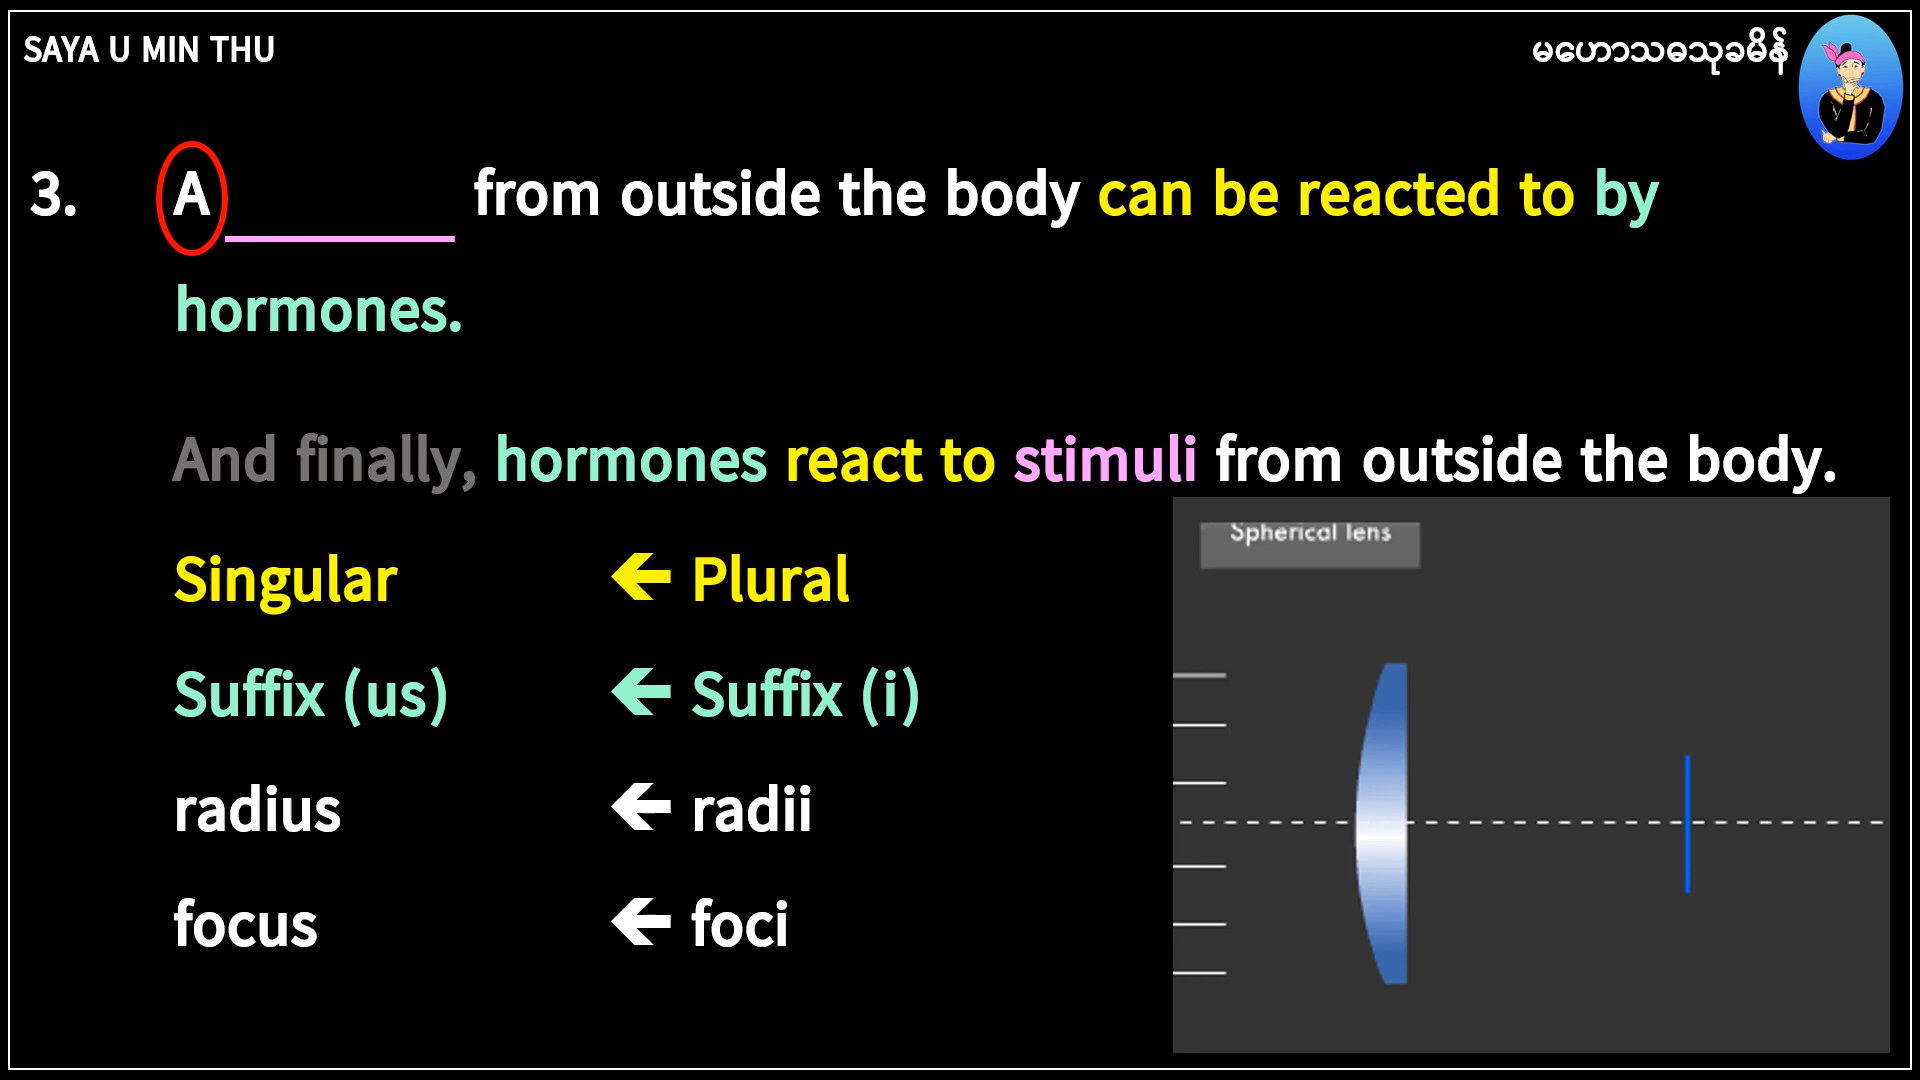 SAYA U MIN THU
မဟောသဓသုခမိန်
3. A________ from outside the body can be reacted to by
hormones.
And finally, hormones react to stimuli from outside the body.
Singular ← Plural
Suffix (us) ← Suffix (i)
radius ← radii
focus ← foci
Spherical lens